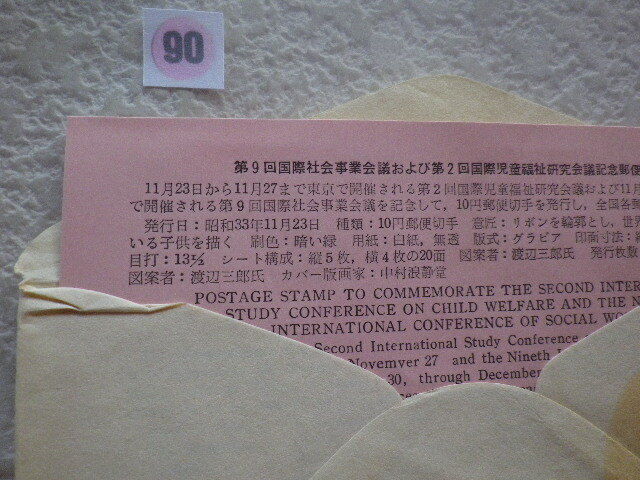 90
第9回国際社会事業会議および第2回国際児童福祉研究会議記念郵便
11月23日から11月27まで東京で開催される第2回国際児童福祉研究会議および11月
で開催される第9回国際社会事業会議を記念して，10円郵便切手を発行し，全国各郵
発行日：昭和33年11月23日 種類：10円郵便切手 意匠：リボンを輪郭とし，世界
いる子供を描く 刷色：暗い緑 用紙：白紙，無透 版式：グラビア 印面寸法：
目打：13½ シート構成：縦5枚，横4枚の20面 図案者：渡辺三郎氏 発行枚数
図案者：渡辺三郎氏 カバー版画家：中村浪静堂
POSTAGE STAMP TO COMMEMORATE THE SECOND INTER
STUDY CONFERENCE ON CHILD WELFARE AND THE N
INTERNATIONAL CONFERENCE OF SOCIAL WO
Second International Study Conference
Novemver 27 and the Nineth
30, through December